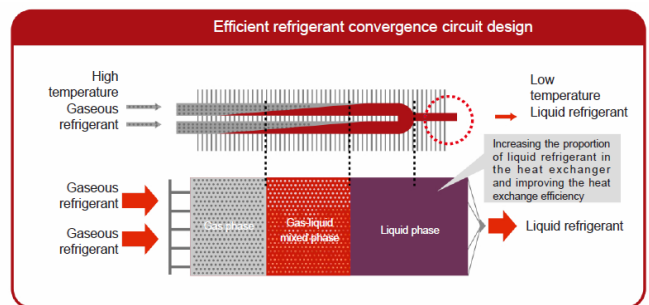 Efficient refrigerant convergence circuit design
High
temperature
Gaseous
refrigerant
Low
temperature
Liquid refrigerant
Increasing the proportion
of liquid refrigerant in
the heat exchanger
and improving the heat
exchange efficiency
Gaseous
refrigerant
Gaseous
refrigerant
Gas phase
Gas-liquid
mixed phase
Liquid phase
Liquid refrigerant